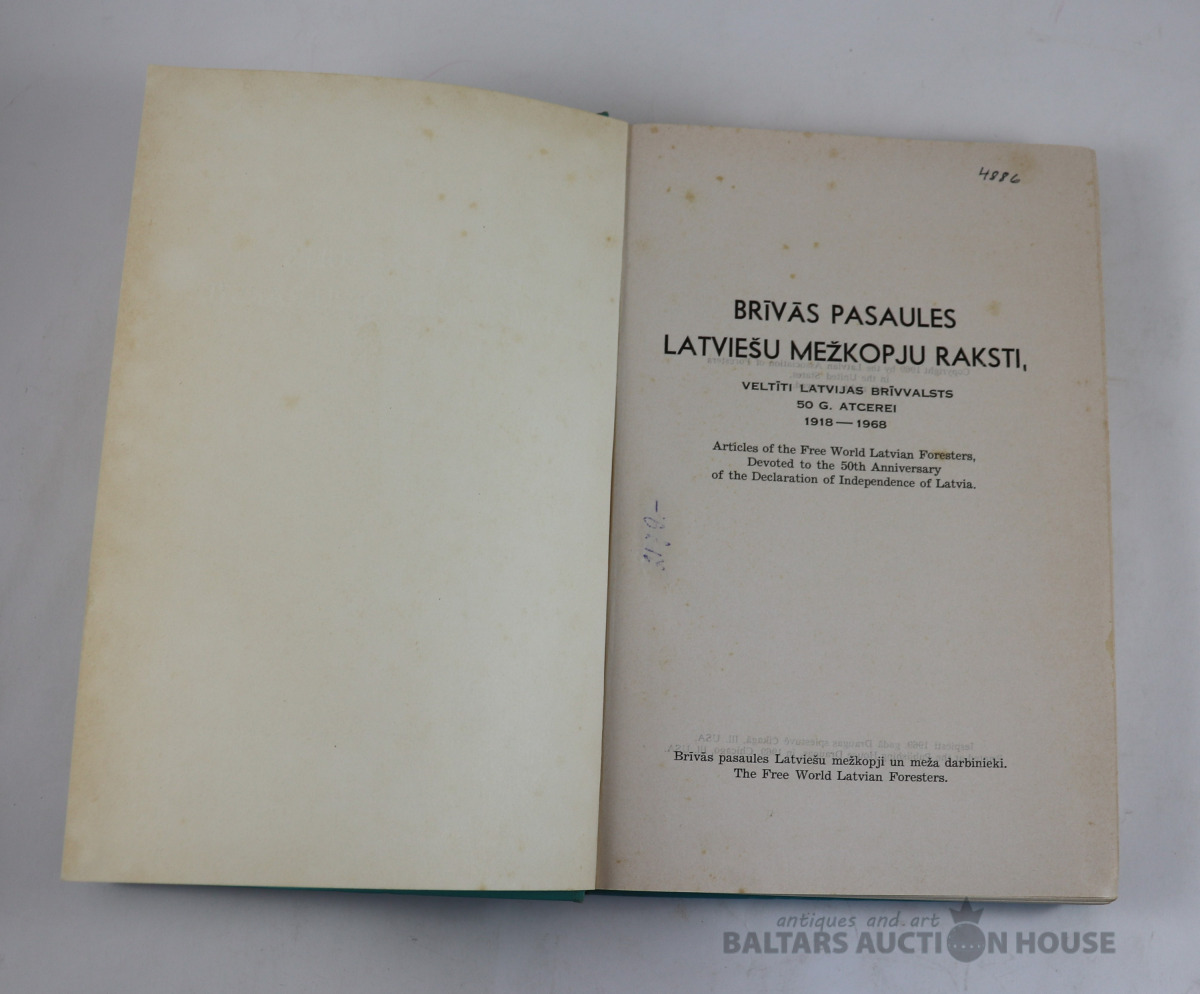 4886
BRĪVĀS PASAULES
LATVIEŠU MEŽKOPJU RAKSTI,
VELTĪTI LATVIJAS BRĪVVALSTS
50 G. ATCEREI
1918 — 1968
Articles of the Free World Latvian Foresters,
Devoted to the 50th Anniversary
of the Declaration of Independence of Latvia.
Brīvās pasaules Latviešu mežkopji un meža darbinieki.
The Free World Latvian Foresters.
antiques and art
BALTARS AUCTION HOUSE